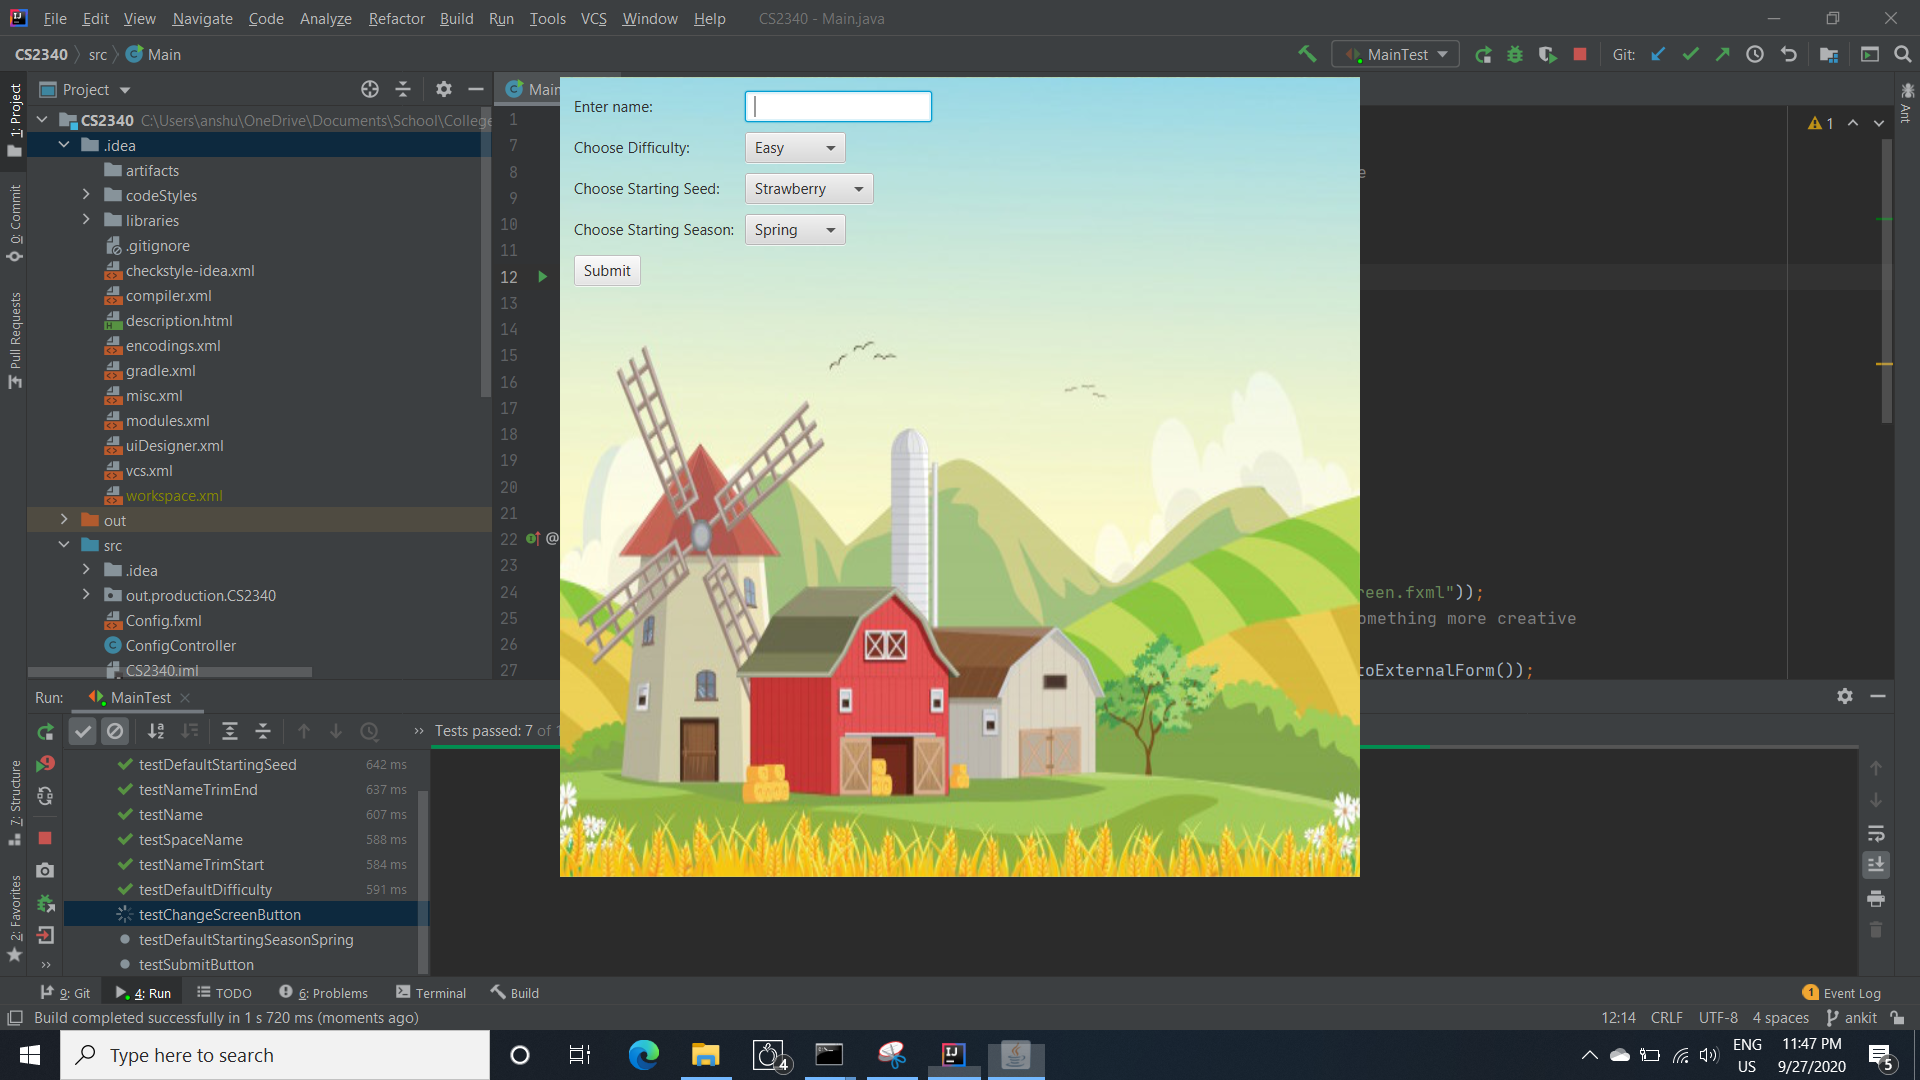 File Edit View Navigate Code Analyze Refactor Build Run Tools VCS Window Help CS2340 - Main.java
CS2340 src Main MainTest Git:
1: Project
0: Commit
Pull Requests
7: Structure
2: Favorites
Project
CS2340 C:\Users\anshu\OneDrive\Documents\School\College
.idea
artifacts
codeStyles
libraries
.gitignore
checkstyle-idea.xml
compiler.xml
description.html
encodings.xml
gradle.xml
misc.xml
modules.xml
uiDesigner.xml
vcs.xml
workspace.xml
out
src
.idea
out.production.CS2340
Config.fxml
ConfigController
CS2340.iml
Main
1
7
8
9
10
11
12
13
14
15
16
17
18
19
20
21
22 @
23
24
25
26
27
Enter name:
Choose Difficulty: Easy
Choose Starting Seed: Strawberry
Choose Starting Season: Spring
Submit
1
Ant
e
reen.fxml"));
omething more creative
toExternalForm());
Run: MainTest
Tests passed: 7 of 1
testDefaultStartingSeed 642 ms
testNameTrimEnd 637 ms
testName 607 ms
testSpaceName 588 ms
testNameTrimStart 584 ms
testDefaultDifficulty 591 ms
testChangeScreenButton
testDefaultStartingSeasonSpring
testSubmitButton
9: Git 4: Run TODO 6: Problems Terminal Build 1 Event Log
Build completed successfully in 1 s 720 ms (moments ago) 12:14 CRLF UTF-8 4 spaces ankit
Type here to search 4 ENG US 11:47 PM 9/27/2020 5